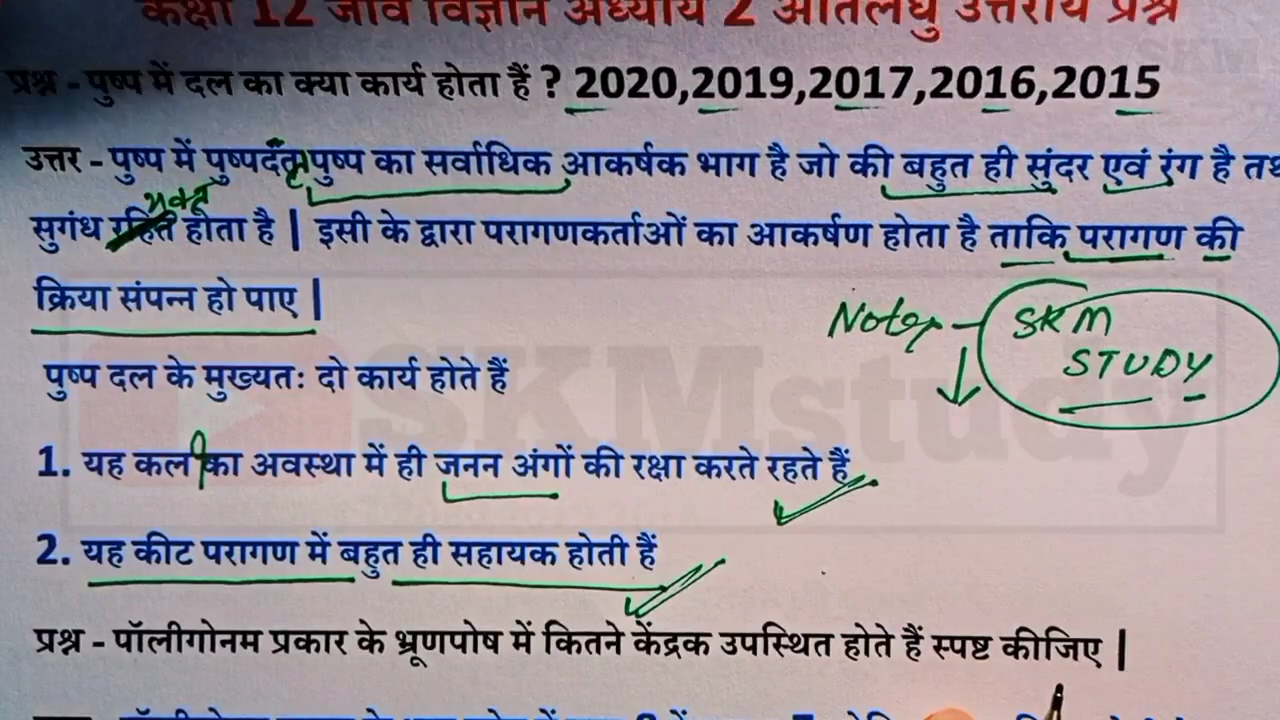 कक्षा 12 जीव विज्ञान अध्याय 2 अतिलघु उत्तरीय प्रश्न
प्रश्न - पुष्प में दल का क्या कार्य होता हैं ? 2020,2019,2017,2016,2015
उत्तर - पुष्प में पुष्पदल पुष्प का सर्वाधिक आकर्षक भाग है जो की बहुत ही सुंदर एवं रंग है
सुगंध रहित होता है | इसी के द्वारा परागणकर्ताओं का आकर्षण होता है ताकि परागण की
क्रिया संपन्न हो पाए |
Notes - SKM
STUDY
पुष्प दल के मुख्यतः दो कार्य होते हैं
SKMstudy
1. यह कल का अवस्था में ही जनन अंगों की रक्षा करते रहते हैं
2. यह कीट परागण में बहुत ही सहायक होती हैं
प्रश्न - पॉलीगोनम प्रकार के भ्रूणपोष में कितने केंद्रक उपस्थित होते हैं स्पष्ट कीजिए |